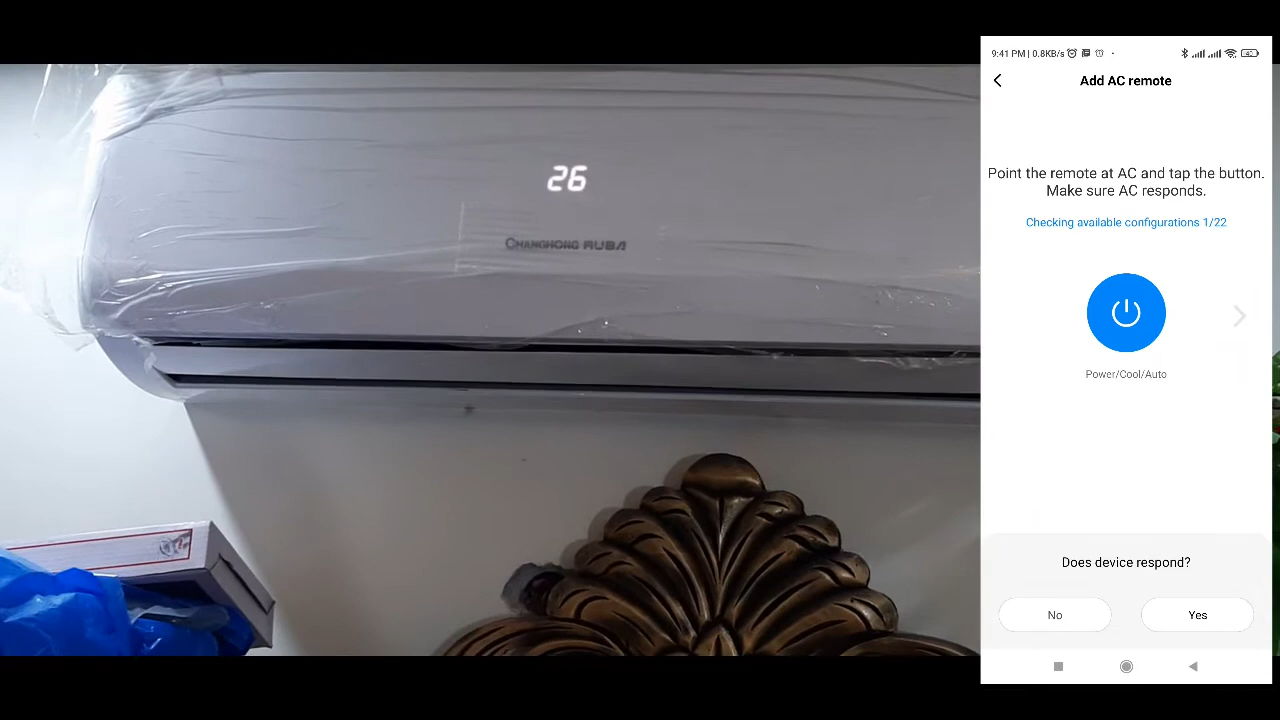 26
CHANGHONG RUBA
9:41 PM | 0.8KB/s
40
Add AC remote
Point the remote at AC and tap the button.
Make sure AC responds.
Checking available configurations 1/22
Power/Cool/Auto
Does device respond?
No
Yes